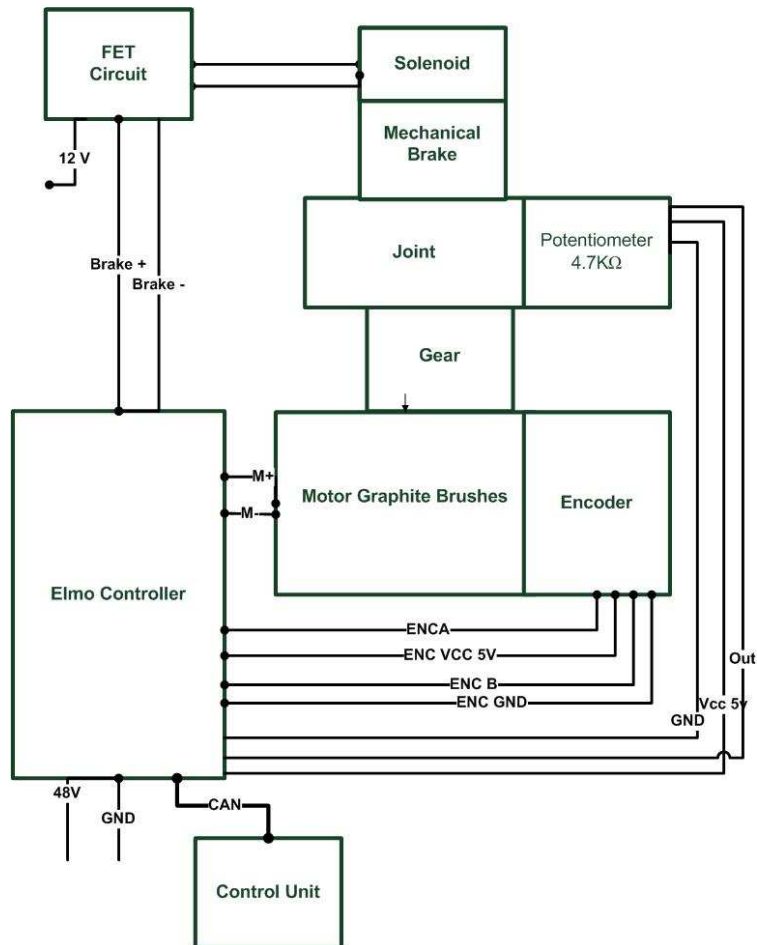 FET
Circuit
Solenoid
Mechanical
Brake
12 V
Joint
Potentiometer
4.7KΩ
Brake +
Brake -
Gear
M+
Motor Graphite Brushes
Encoder
M-
Elmo Controller
ENCA
ENC VCC 5V
Out
ENC B
ENC GND
Vcc 5v
GND
48V
CAN
GND
Control Unit